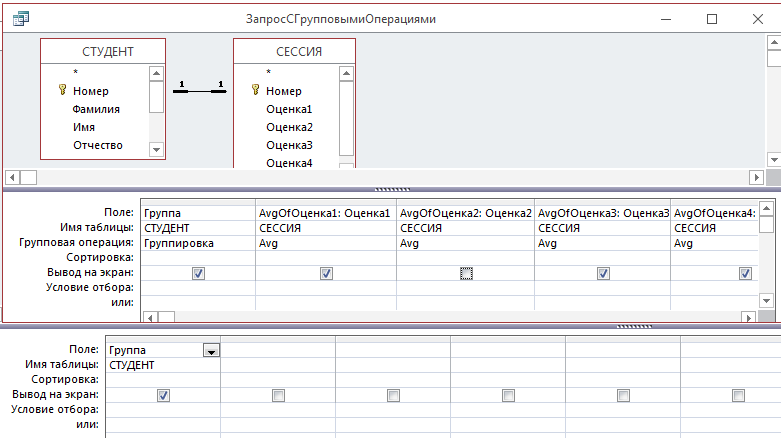 ЗапросСГрупповымиОперациями
СТУДЕНТ
*
Номер
Фамилия
Имя
Отчество
1 1
СЕССИЯ
*
Номер
Оценка1
Оценка2
Оценка3
Оценка4
Поле: Группа AvgOfОценка1: Оценка1 AvgOfОценка2: Оценка2 AvgOfОценка3: Оценка3 AvgOfОценка4:
Имя таблицы: СТУДЕНТ СЕССИЯ СЕССИЯ СЕССИЯ СЕССИЯ
Групповая операция: Группировка Avg Avg Avg Avg
Сортировка:
Вывод на экран:
Условие отбора:
или:
Поле: Группа
Имя таблицы: СТУДЕНТ
Сортировка:
Вывод на экран:
Условие отбора:
или: